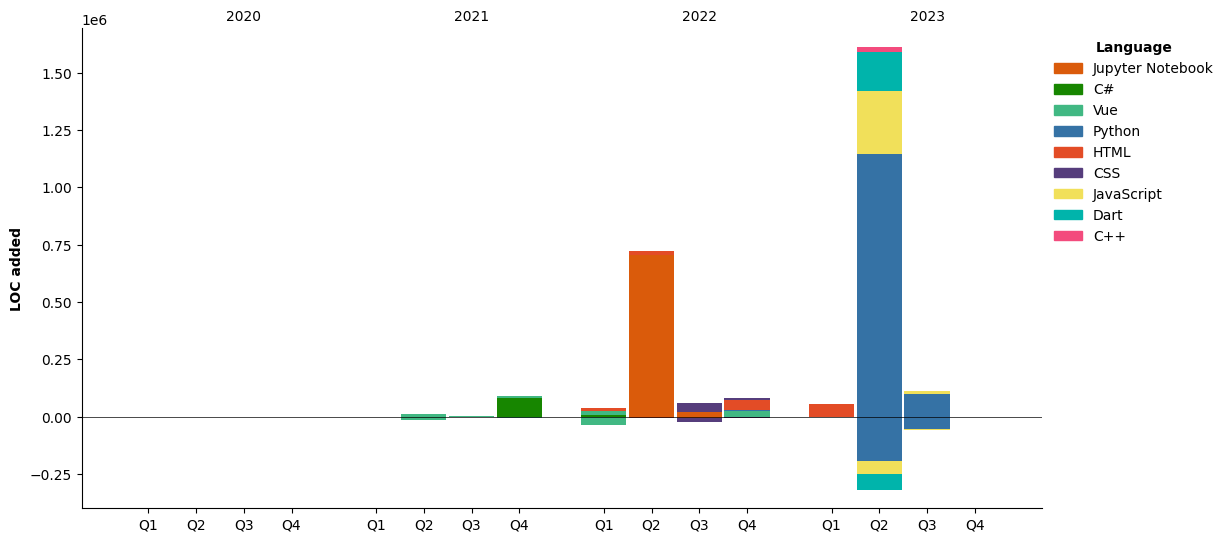 2020 2021 2022 2023
1e6
Language
Jupyter Notebook
C#
Vue
Python
HTML
CSS
JavaScript
Dart
C++
LOC added
1.50
1.25
1.00
0.75
0.50
0.25
0.00
−0.25
Q1 Q2 Q3 Q4 Q1 Q2 Q3 Q4 Q1 Q2 Q3 Q4 Q1 Q2 Q3 Q4